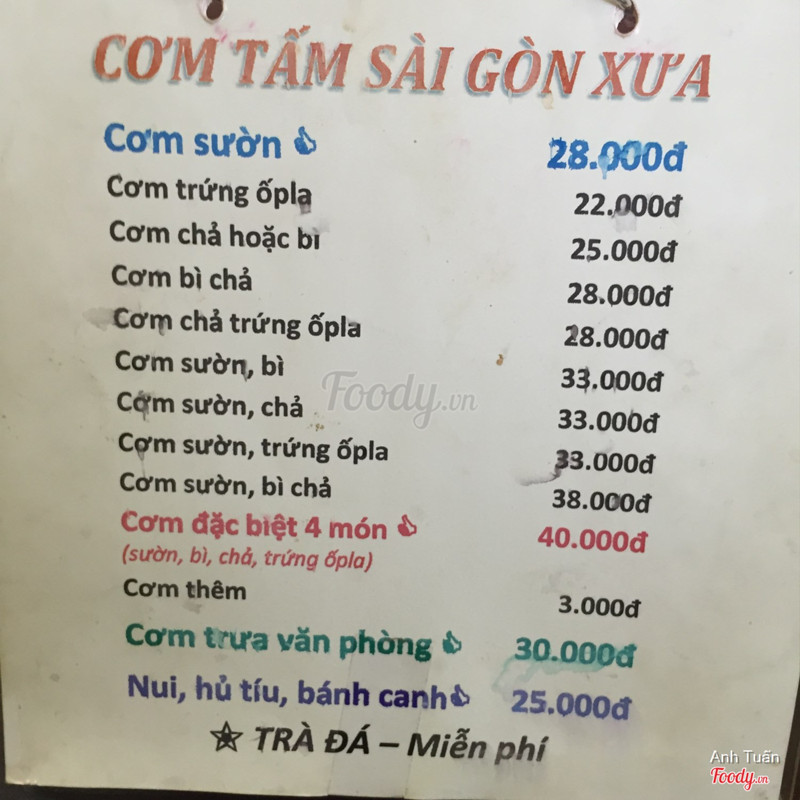 CƠM TẤM SÀI GÒN XƯA
Cơm sườn 28.000đ
Cơm trứng ốpla 22.000đ
Cơm chả hoặc bì 25.000đ
Cơm bì chả 28.000đ
Cơm chả trứng ốpla 28.000đ
Cơm sườn, bì 33.000đ
Cơm sườn, chả 33.000đ
Cơm sườn, trứng ốpla 33.000đ
Cơm sườn, bì chả 38.000đ
Cơm đặc biệt 4 món 40.000đ
(sườn, bì, chả, trứng ốpla)
Cơm thêm 3.000đ
Cơm trưa văn phòng 30.000đ
Nui, hủ tíu, bánh canh 25.000đ
TRÀ ĐÁ – Miễn phí
Foody.vn
Anh Tuấn
Foody.vn